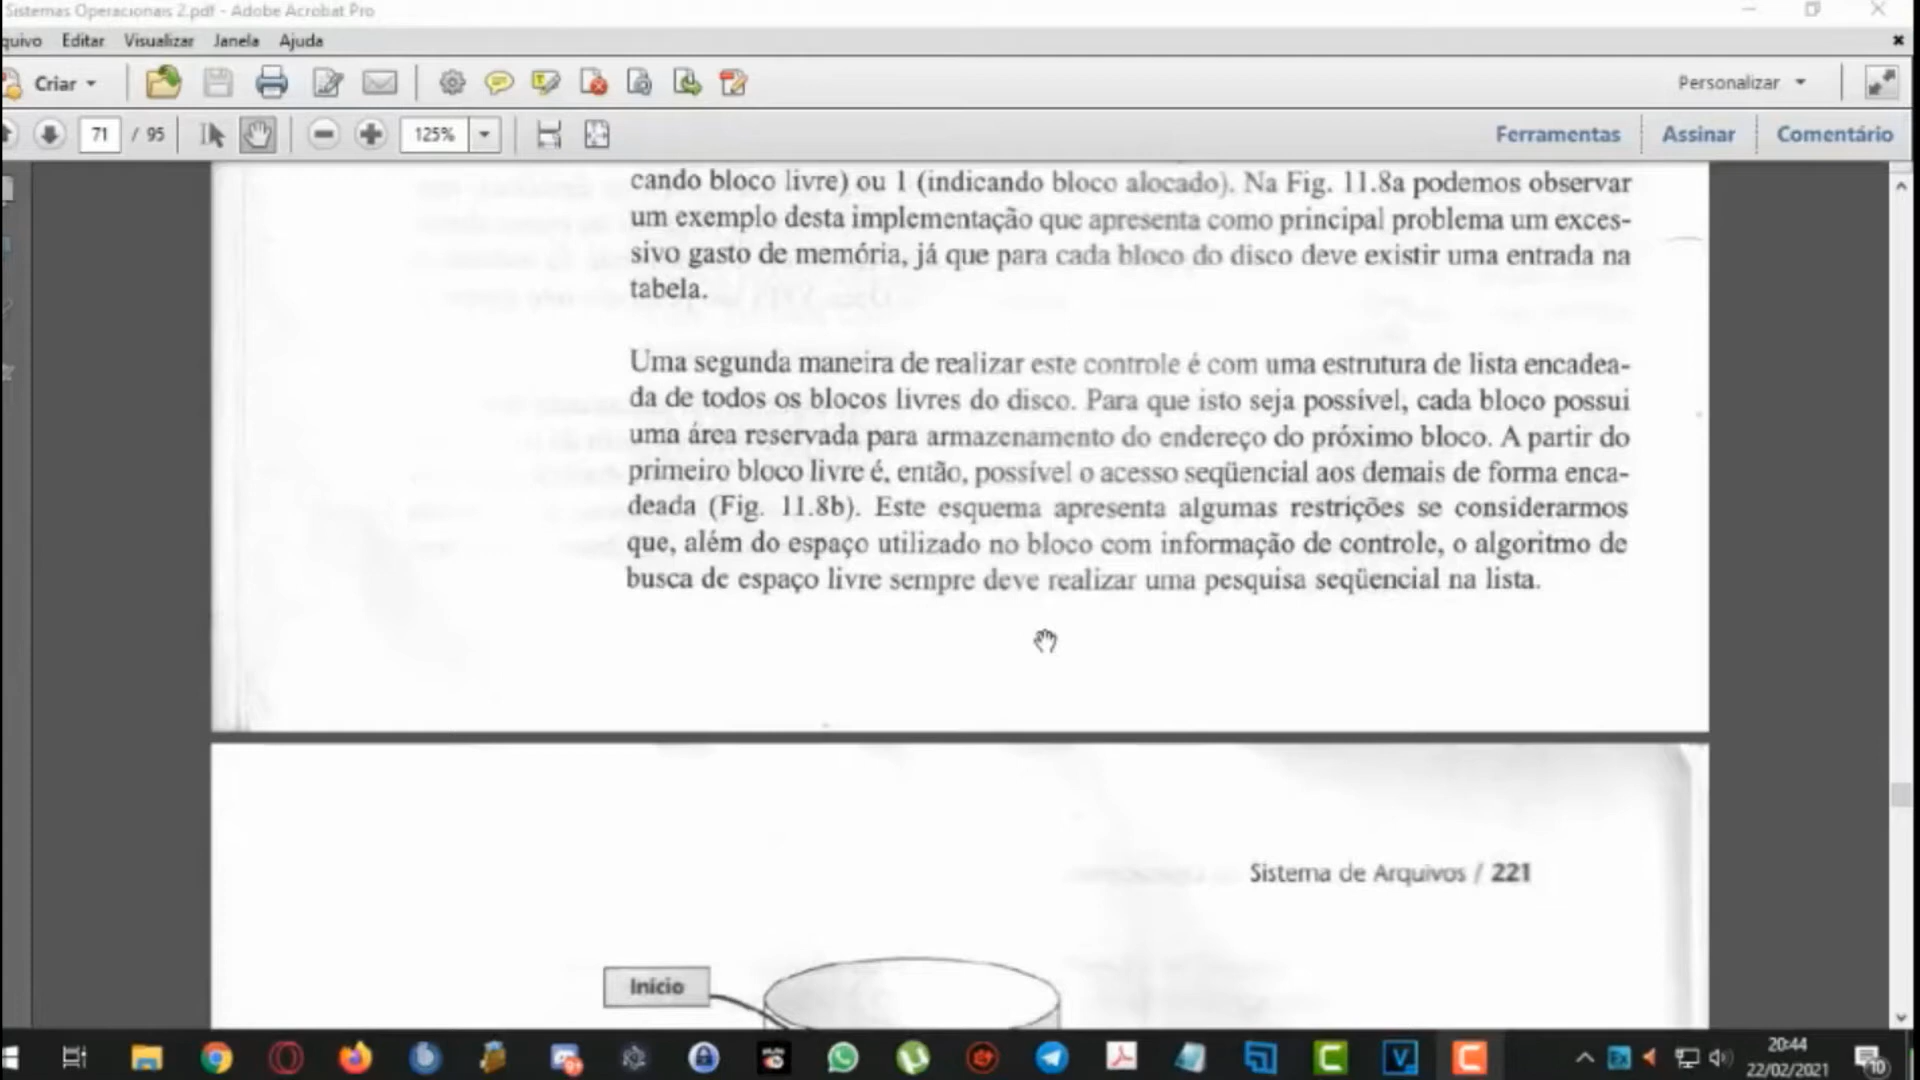 Sistemas Operacionais 2.pdf - Adobe Acrobat Pro
quivo Editar Visualizar Janela Ajuda
Criar
Personalizar
71 / 95
125%
Ferramentas Assinar Comentário
cando bloco livre) ou 1 (indicando bloco alocado). Na Fig. 11.8a podemos observar
um exemplo desta implementação que apresenta como principal problema um exces-
sivo gasto de memória, já que para cada bloco do disco deve existir uma entrada na
tabela.
Uma segunda maneira de realizar este controle é com uma estrutura de lista encadea-
da de todos os blocos livres do disco. Para que isto seja possível, cada bloco possui
uma área reservada para armazenamento do endereço do próximo bloco. A partir do
primeiro bloco livre é, então, possível o acesso seqüencial aos demais de forma enca-
deada (Fig. 11.8b). Este esquema apresenta algumas restrições se considerarmos
que, além do espaço utilizado no bloco com informação de controle, o algoritmo de
busca de espaço livre sempre deve realizar uma pesquisa seqüencial na lista.
Sistema de Arquivos / 221
Início
20:44
22/02/2021
10